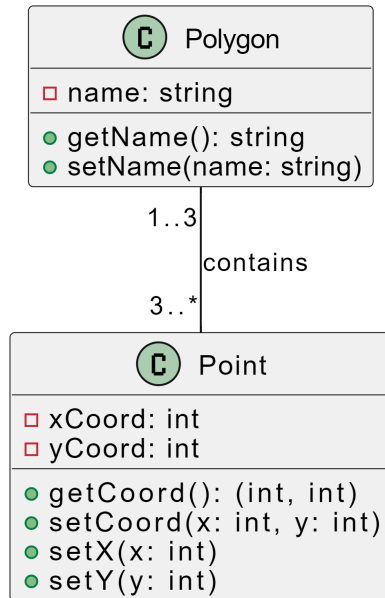 C Polygon
name: string
getName(): string
setName(name: string)
1..3
contains
3..*
C Point
xCoord: int
yCoord: int
getCoord(): (int, int)
setCoord(x: int, y: int)
setX(x: int)
setY(y: int)